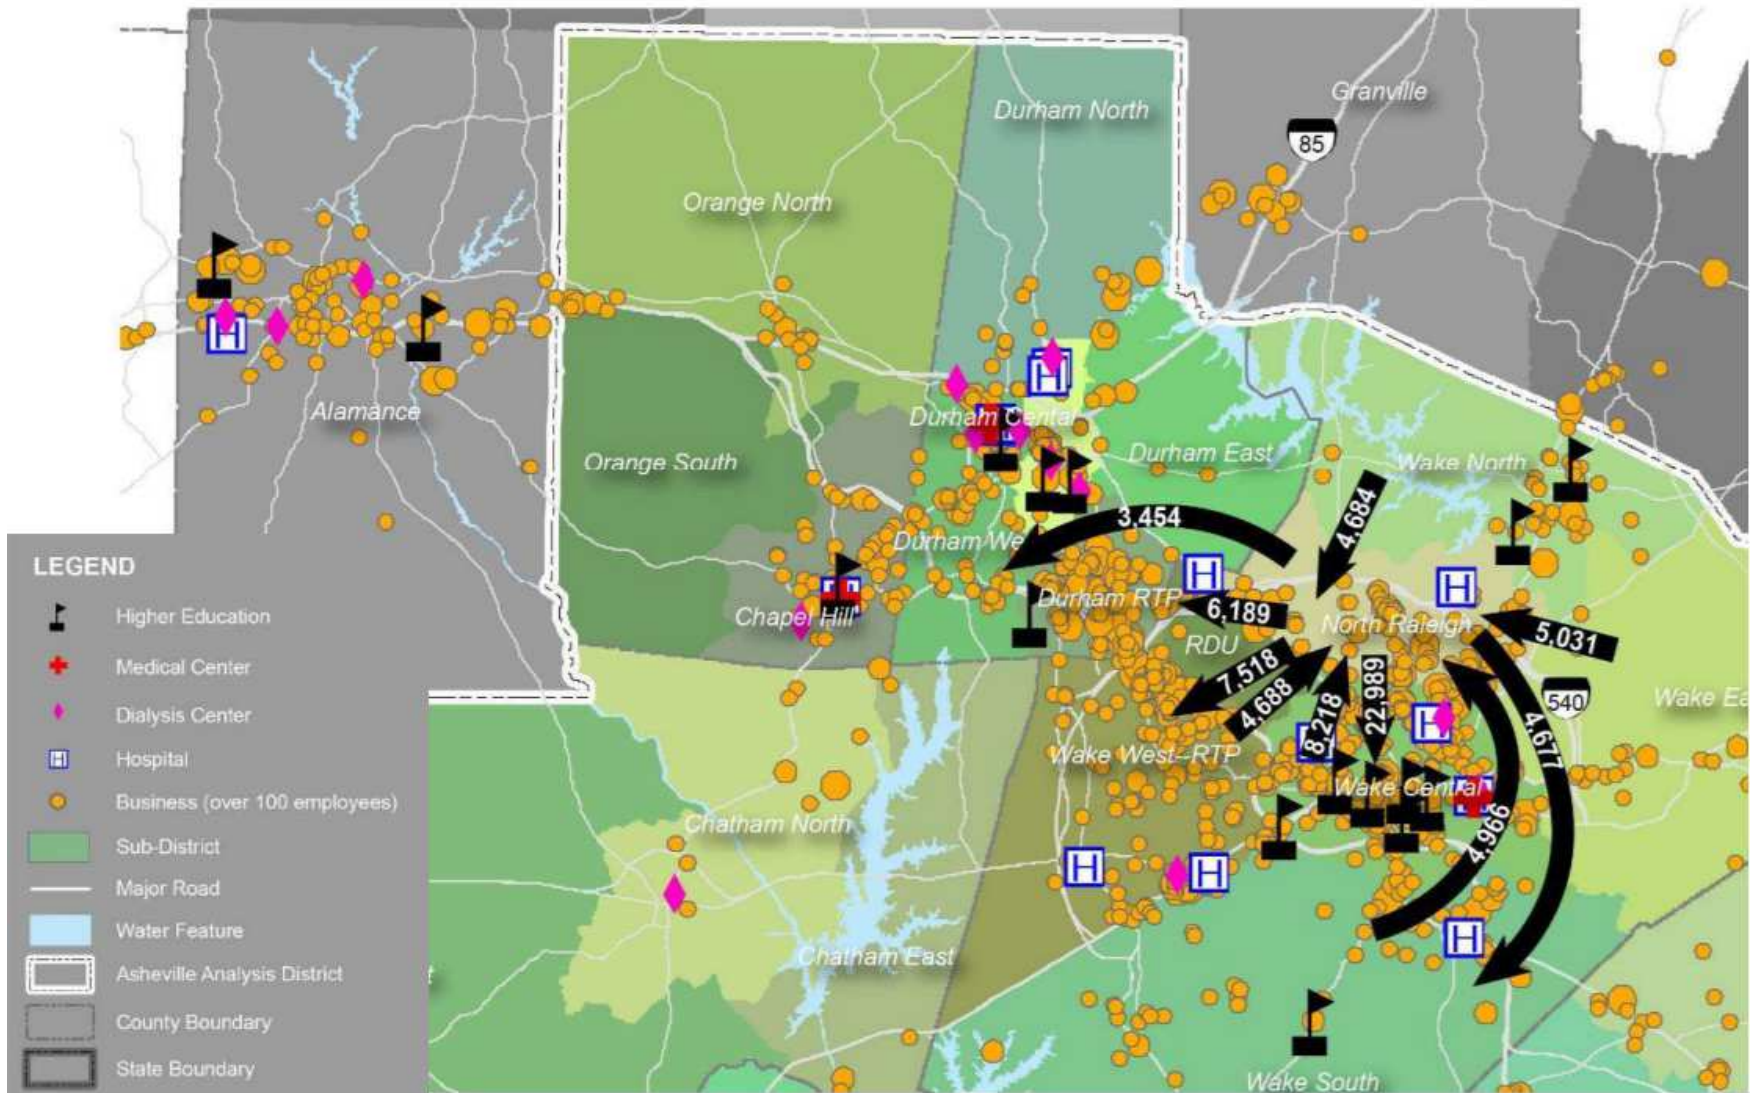 Granville
Durham North
85
Orange North
Alamance
Durham Cental
Orange South
Durham East
Wake North
3,454
4,684
Durham We
LEGEND
Higher Education
Medical Center
Dialysis Center
Hospital
Business (over 100 employees)
Sub-District
Major Road
Water Feature
Asheville Analysis District
County Boundary
State Boundary
H
H
H
H
H
H
H
H
H
H
H
Durham RTP
6,189
Chapel Hill
North Raleigh
5,031
RDU
7,518
4,688
8,218
22,989
540
Wake Ea
4,677
Wake West--RTP
Wake Central
4,966
Chatham North
Chatham East
t
Wake South